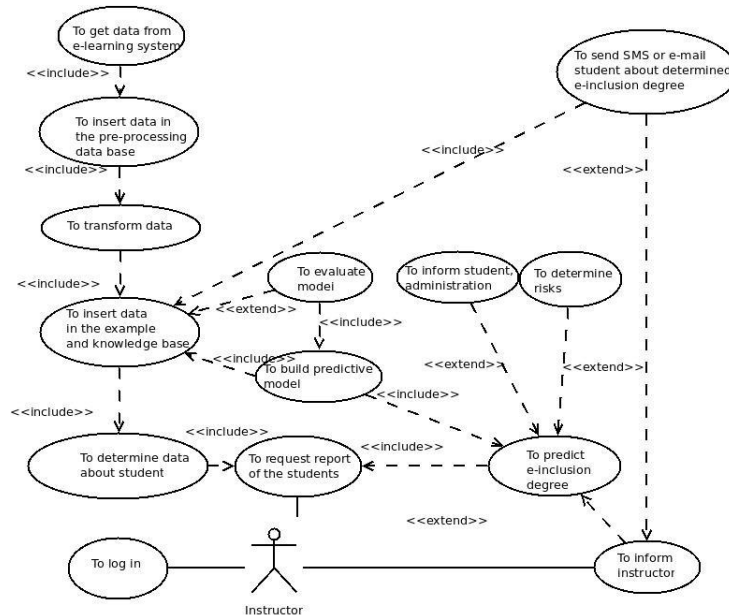 To get data from
e-learning system
<<include>>
To send SMS or e-mail
student about determined
e-inclusion degree
To insert data in
the pre-processing
data base
<<include>>
<<include>>
<<extend>>
To transform data
<<include>>
To evaluate
model
To inform student,
administration
To determine
risks
To insert data
in the example
and knowledge base
<<extend>>
<<include>>
<<include>>
To build predictive
model
<<extend>>
<<extend>>
<<include>>
<<include>>
<<include>>
<<include>>
To determine data
about student
To request report
of the students
To predict
e-inclusion
degree
<<extend>>
To log in
To inform
instructor
Instructor